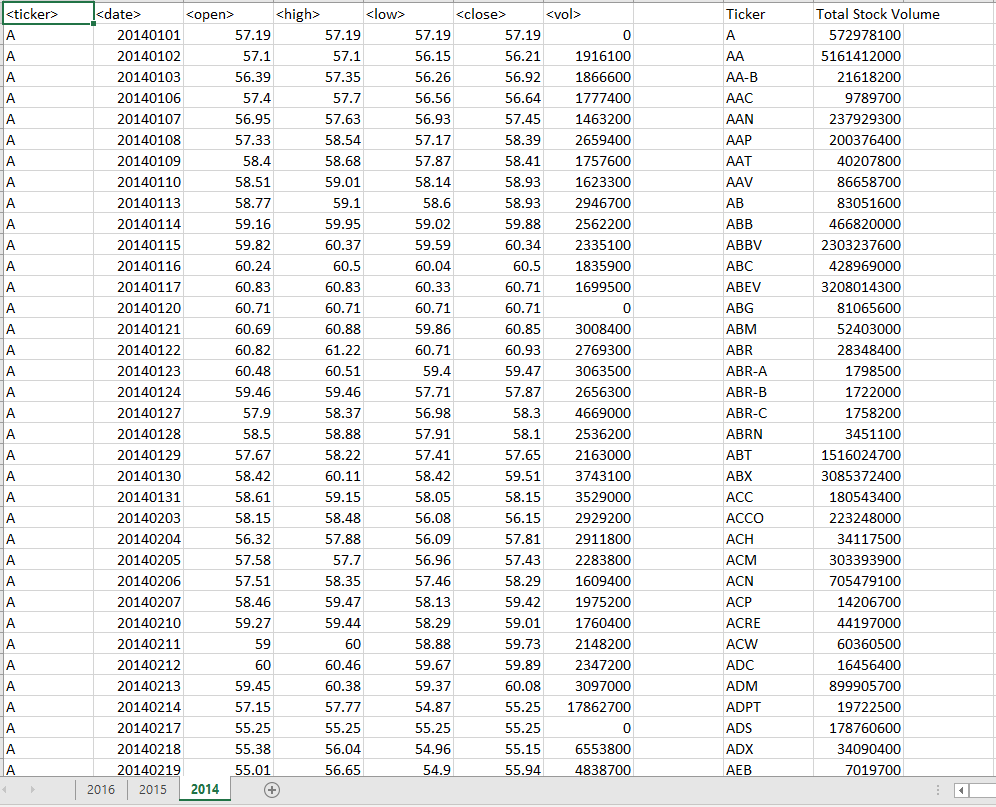 <ticker> <date> <open> <high> <low> <close> <vol> Ticker Total Stock Volume
A 20140101 57.19 57.19 57.19 57.19 0 A 572978100
A 20140102 57.1 57.1 56.15 56.21 1916100 AA 5161412000
A 20140103 56.39 57.35 56.26 56.92 1866600 AA-B 21618200
A 20140106 57.4 57.7 56.56 56.64 1777400 AAC 9789700
A 20140107 56.95 57.63 56.93 57.45 1463200 AAN 237929300
A 20140108 57.33 58.54 57.17 58.39 2659400 AAP 200376400
A 20140109 58.4 58.68 57.87 58.41 1757600 AAT 40207800
A 20140110 58.51 59.01 58.14 58.93 1623300 AAV 86658700
A 20140113 58.77 59.1 58.6 58.93 2946700 AB 83051600
A 20140114 59.16 59.95 59.02 59.88 2562200 ABB 466820000
A 20140115 59.82 60.37 59.59 60.34 2335100 ABBV 2303237600
A 20140116 60.24 60.5 60.04 60.5 1835900 ABC 428969000
A 20140117 60.83 60.83 60.33 60.71 1699500 ABEV 3208014300
A 20140120 60.71 60.71 60.71 60.71 0 ABG 81065600
A 20140121 60.69 60.88 59.86 60.85 3008400 ABM 52403000
A 20140122 60.82 61.22 60.71 60.93 2769300 ABR 28348400
A 20140123 60.48 60.51 59.4 59.47 3063500 ABR-A 1798500
A 20140124 59.46 59.46 57.71 57.87 2656300 ABR-B 1722000
A 20140127 57.9 58.37 56.98 58.3 4669000 ABR-C 1758200
A 20140128 58.5 58.88 57.91 58.1 2536200 ABRN 3451100
A 20140129 57.67 58.22 57.41 57.65 2163000 ABT 1516024700
A 20140130 58.42 60.11 58.42 59.51 3743100 ABX 3085372400
A 20140131 58.61 59.15 58.05 58.15 3529000 ACC 180543400
A 20140203 58.15 58.48 56.08 56.15 2929200 ACCO 223248000
A 20140204 56.32 57.88 56.09 57.81 2911800 ACH 34117500
A 20140205 57.58 57.7 56.96 57.43 2283800 ACM 303393900
A 20140206 57.51 58.35 57.46 58.29 1609400 ACN 705479100
A 20140207 58.46 59.47 58.13 59.42 1975200 ACP 14206700
A 20140210 59.27 59.44 58.29 59.01 1760400 ACRE 44197000
A 20140211 59 60 58.88 59.73 2148200 ACW 60360500
A 20140212 60 60.46 59.67 59.89 2347200 ADC 16456400
A 20140213 59.45 60.38 59.37 60.08 3097000 ADM 899905700
A 20140214 57.15 57.77 54.87 55.25 17862700 ADPT 19722500
A 20140217 55.25 55.25 55.25 55.25 0 ADS 178760600
A 20140218 55.38 56.04 54.96 55.15 6553800 ADX 34090400
A 20140219 55.01 56.65 54.9 55.94 4838700 AEB 7019700
2016 2015 2014